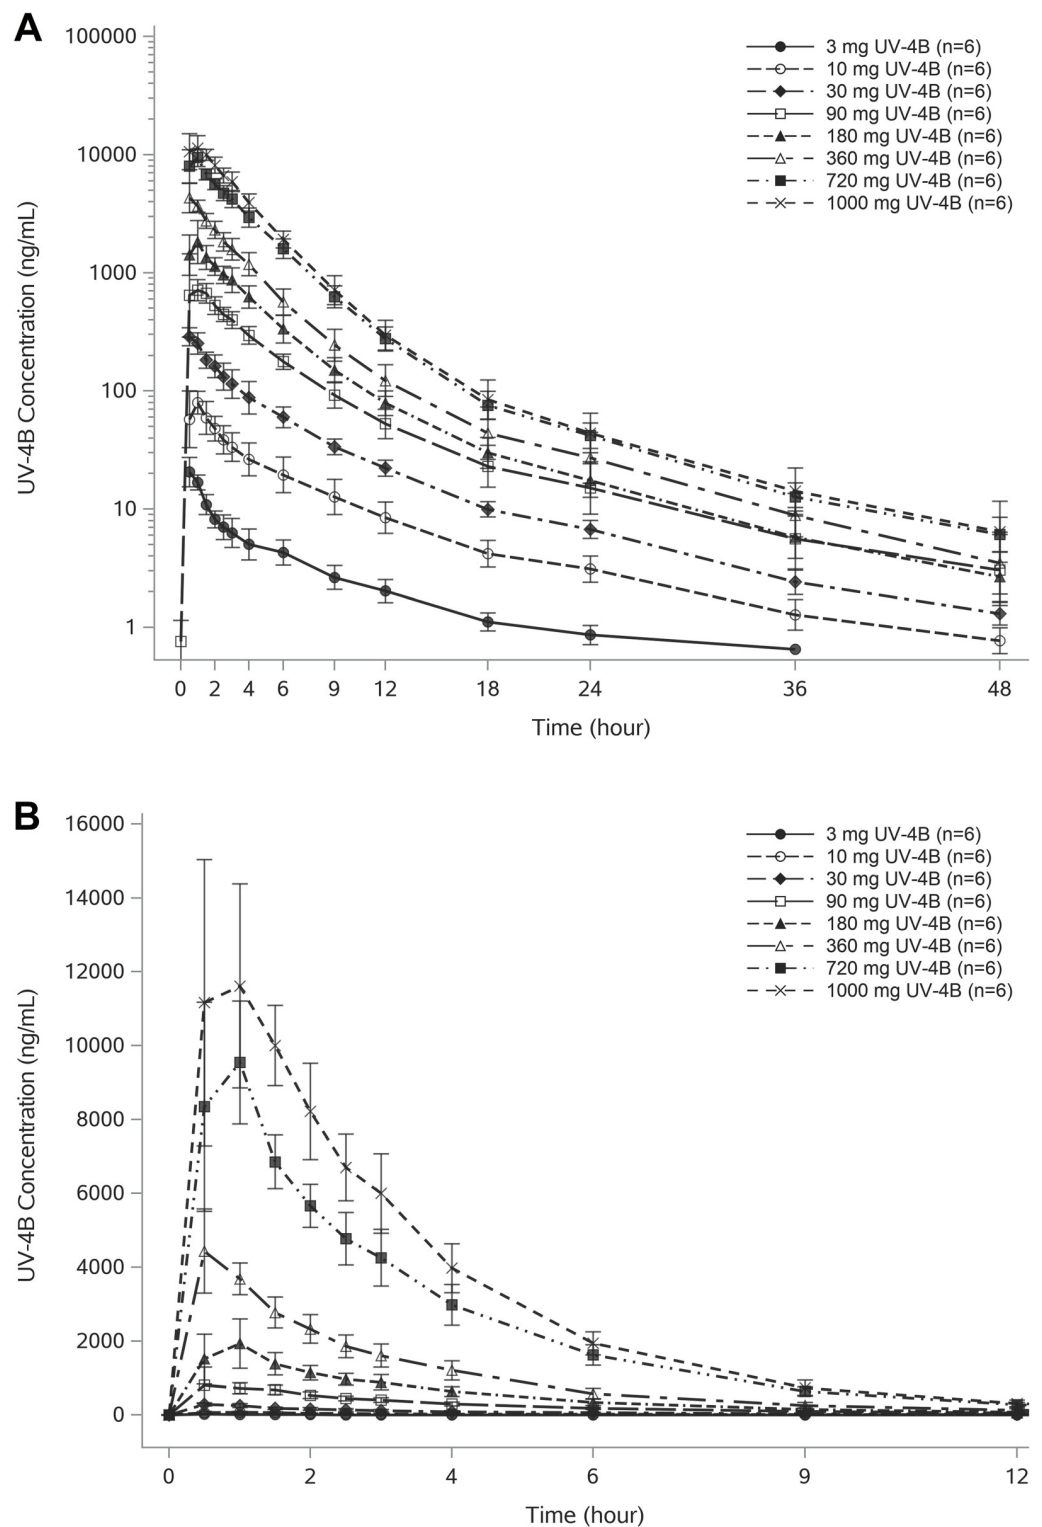 A
100000
10000
1000
100
10
1
UV-4B Concentration (ng/mL)
3 mg UV-4B (n=6)
10 mg UV-4B (n=6)
30 mg UV-4B (n=6)
90 mg UV-4B (n=6)
180 mg UV-4B (n=6)
360 mg UV-4B (n=6)
720 mg UV-4B (n=6)
1000 mg UV-4B (n=6)
0 2 4 6 9 12 18 24 36 48
Time (hour)
B
16000
14000
12000
10000
8000
6000
4000
2000
0
UV-4B Concentration (ng/mL)
3 mg UV-4B (n=6)
10 mg UV-4B (n=6)
30 mg UV-4B (n=6)
90 mg UV-4B (n=6)
180 mg UV-4B (n=6)
360 mg UV-4B (n=6)
720 mg UV-4B (n=6)
1000 mg UV-4B (n=6)
0 2 4 6 9 12
Time (hour)